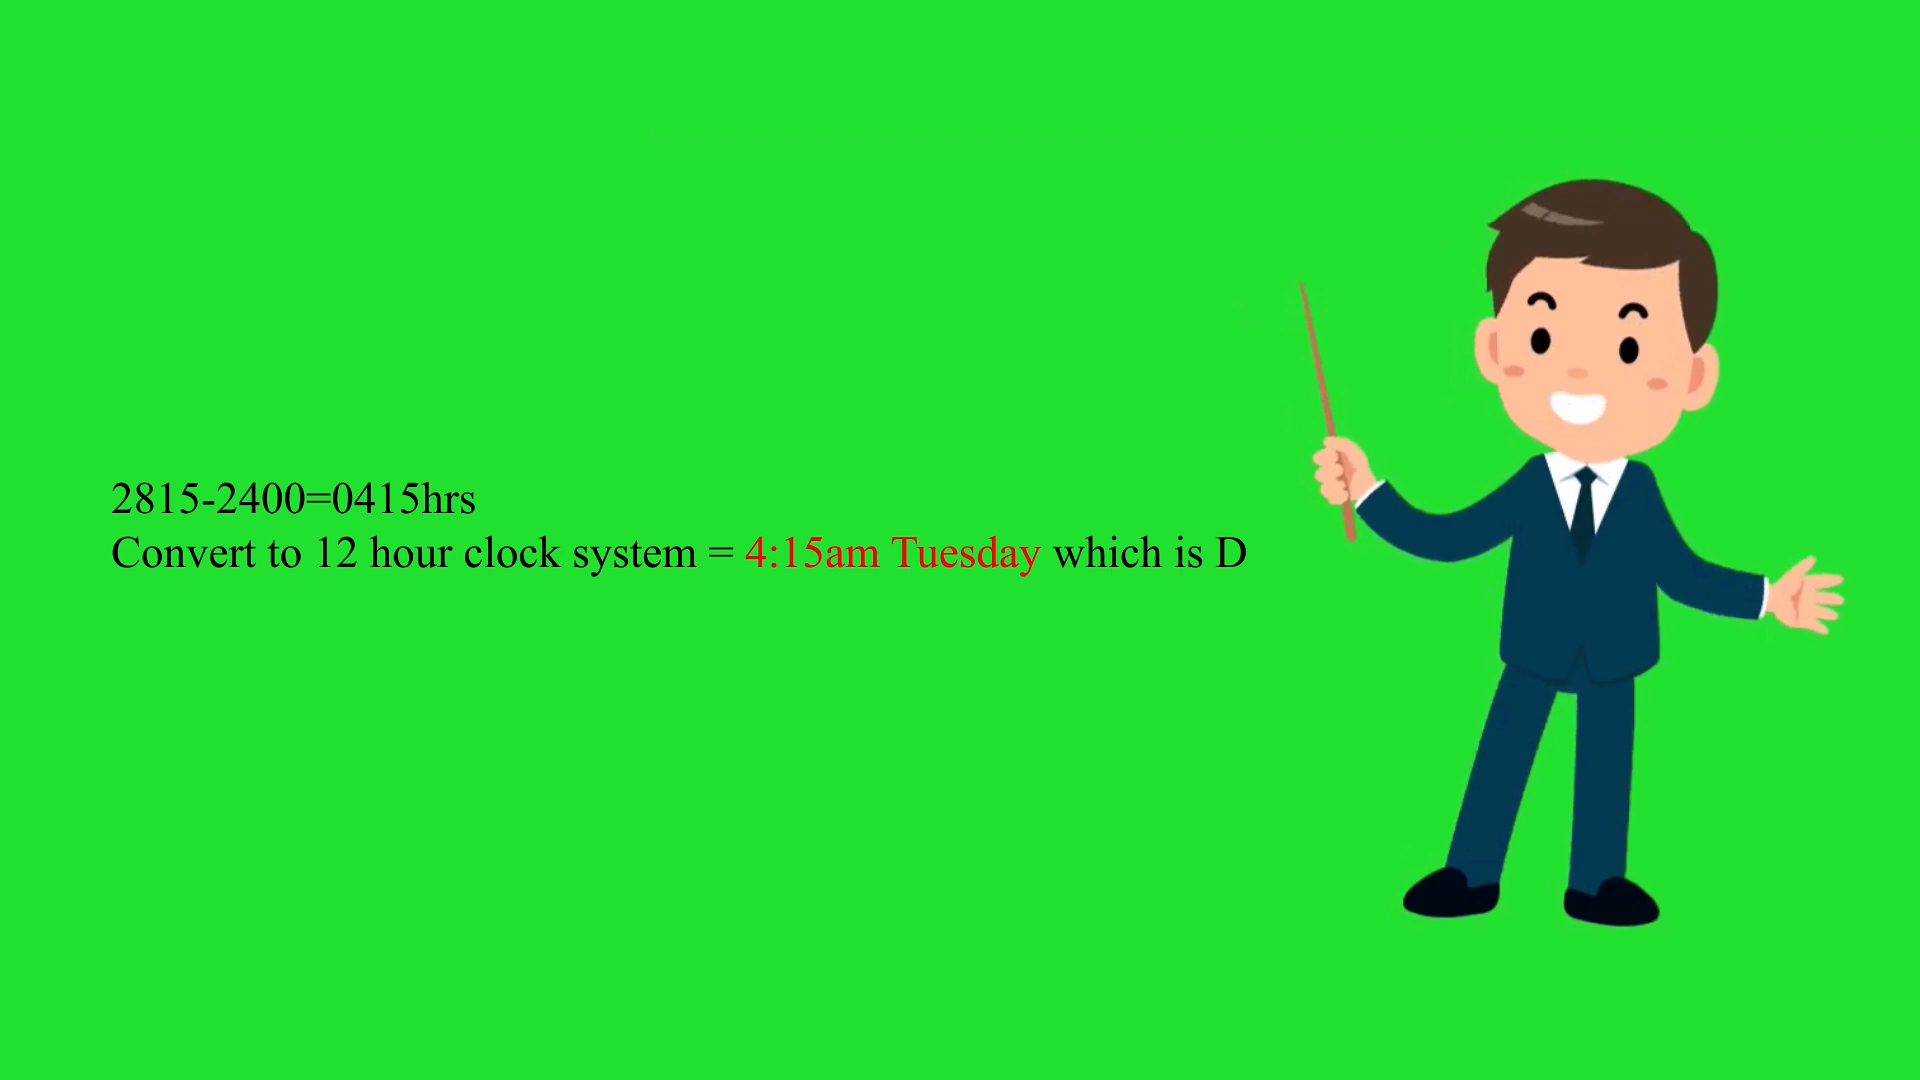 2815-2400=0415hrs
Convert to 12 hour clock system = 4:15am Tuesday which is D